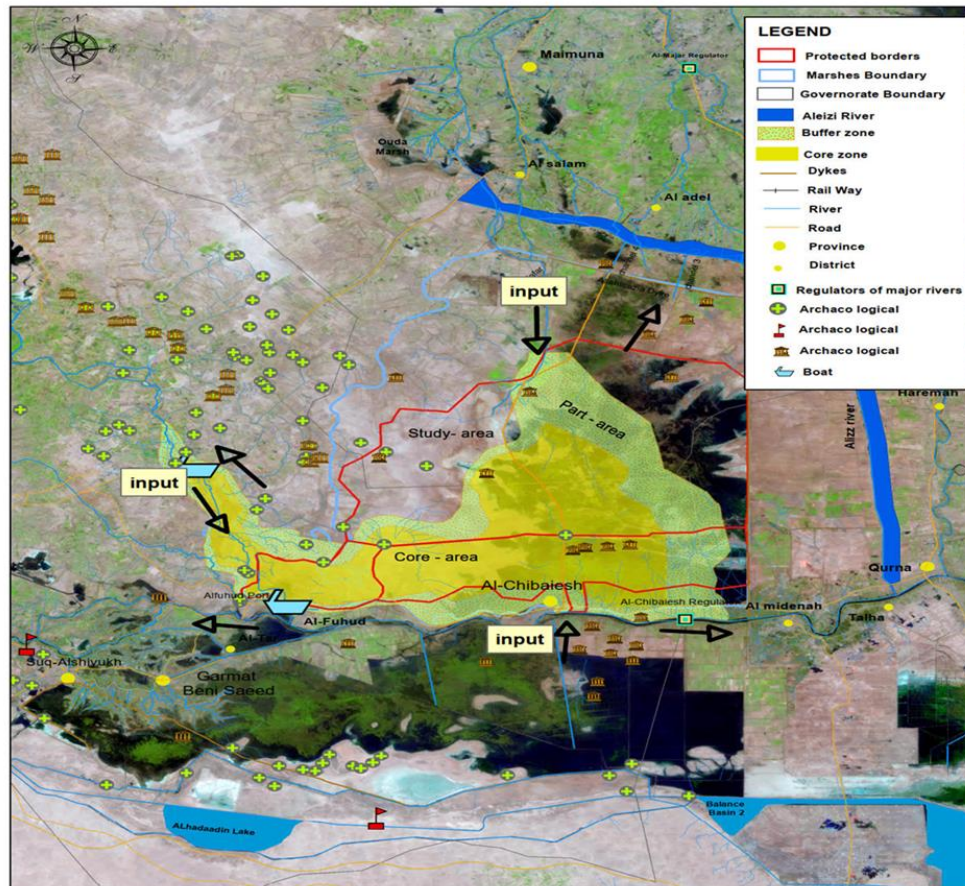 N
W
E
S
Maimuna
Al-Majar Regulator
Ouda
Marsh
Al salam
Al adel
input
Study- area
Part - area
input
Core - area
Al-Chibaiesh
Alfuhud Port
Al-Fuhud
Al-Chibaiesh Regulator
Al midenah
Talha
Qurna
Haremah
Alizz river
input
Suq-Alshiyukh
Garmat
Beni Saeed
ALhadaadin Lake
Balance
Basin 2
LEGEND
Protected borders
Marshes Boundary
Governorate Boundary
Aleizi River
Buffer zone
Core zone
Dykes
Rail Way
River
Road
Province
District
Regulators of major rivers
Archaco logical
Archaco logical
Archaco logical
Boat